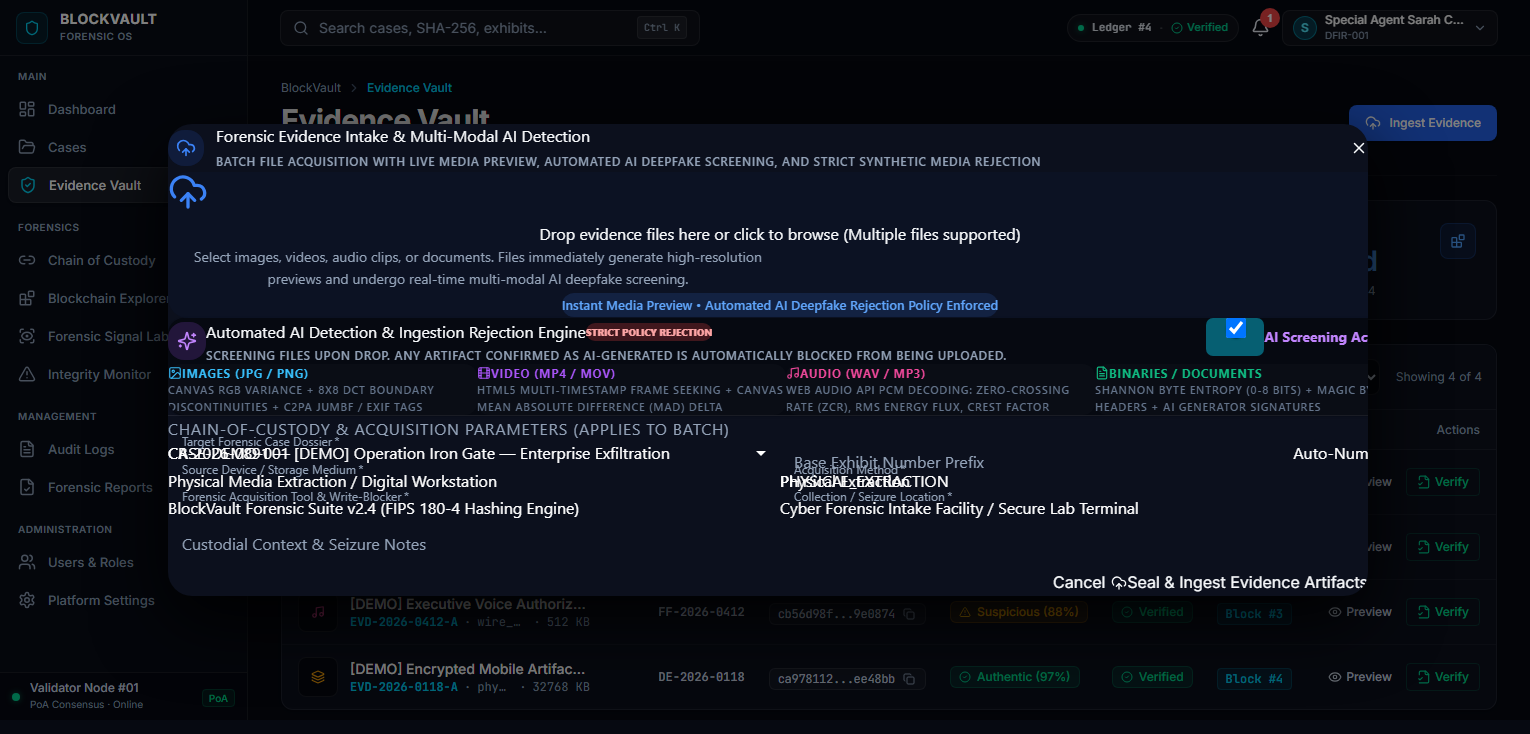 BLOCKVAULT
FORENSIC OS
Search cases, SHA-256, exhibits...
Ctrl K
Ledger #4 · Verified
1
S
Special Agent Sarah C...
DFIR-001
MAIN
Dashboard
Cases
Evidence Vault
FORENSICS
Chain of Custody
Blockchain Explorer
Forensic Signal Lab
Integrity Monitor
MANAGEMENT
Audit Logs
Forensic Reports
ADMINISTRATION
Users & Roles
Platform Settings
Validator Node #01
PoA Consensus · Online
PoA
BlockVault > Evidence Vault
Evidence Vault
Ingest Evidence
Forensic Evidence Intake & Multi-Modal AI Detection
BATCH FILE ACQUISITION WITH LIVE MEDIA PREVIEW, AUTOMATED AI DEEPFAKE SCREENING, AND STRICT SYNTHETIC MEDIA REJECTION
Drop evidence files here or click to browse (Multiple files supported)
Select images, videos, audio clips, or documents. Files immediately generate high-resolution
previews and undergo real-time multi-modal AI deepfake screening.
Instant Media Preview • Automated AI Deepfake Rejection Policy Enforced
Automated AI Detection & Ingestion Rejection Engine
STRICT POLICY REJECTION
SCREENING FILES UPON DROP. ANY ARTIFACT CONFIRMED AS AI-GENERATED IS AUTOMATICALLY BLOCKED FROM BEING UPLOADED.
AI Screening Ac
IMAGES (JPG / PNG)
CANVAS RGB VARIANCE + 8X8 DCT BOUNDARY
DISCONTINUITIES + C2PA JUMBF / EXIF TAGS
VIDEO (MP4 / MOV)
HTML5 MULTI-TIMESTAMP FRAME SEEKING + CANVAS
MEAN ABSOLUTE DIFFERENCE (MAD) DELTA
AUDIO (WAV / MP3)
WEB AUDIO API PCM DECODING: ZERO-CROSSING
RATE (ZCR), RMS ENERGY FLUX, CREST FACTOR
BINARIES / DOCUMENTS
SHANNON BYTE ENTROPY (0-8 BITS) + MAGIC B
HEADERS + AI GENERATOR SIGNATURES
CHAIN-OF-CUSTODY & ACQUISITION PARAMETERS (APPLIES TO BATCH)
Target Forensic Case Dossier *
[DEMO] Operation Iron Gate — Enterprise Exfiltration
Base Exhibit Number Prefix
Auto-Num
Source Device / Storage Medium *
Physical Media Extraction / Digital Workstation
Acquisition Method *
Forensic Acquisition Tool & Write-Blocker *
BlockVault Forensic Suite v2.4 (FIPS 180-4 Hashing Engine)
Collection / Seizure Location *
Cyber Forensic Intake Facility / Secure Lab Terminal
Custodial Context & Seizure Notes
Cancel
Seal & Ingest Evidence Artifacts
Showing 4 of 4
Actions
Verify
Verify
[DEMO] Executive Voice Authoriz...
EVD-2026-0412-A · wire_… · 512 KB
FF-2026-0412
cb56d98f...9e0874
Suspicious (88%)
Verified
Block #3
Preview
Verify
[DEMO] Encrypted Mobile Artifac...
EVD-2026-0118-A · phy… · 32768 KB
DE-2026-0118
ca978112...ee48bb
Authentic (97%)
Verified
Block #4
Preview
Verify